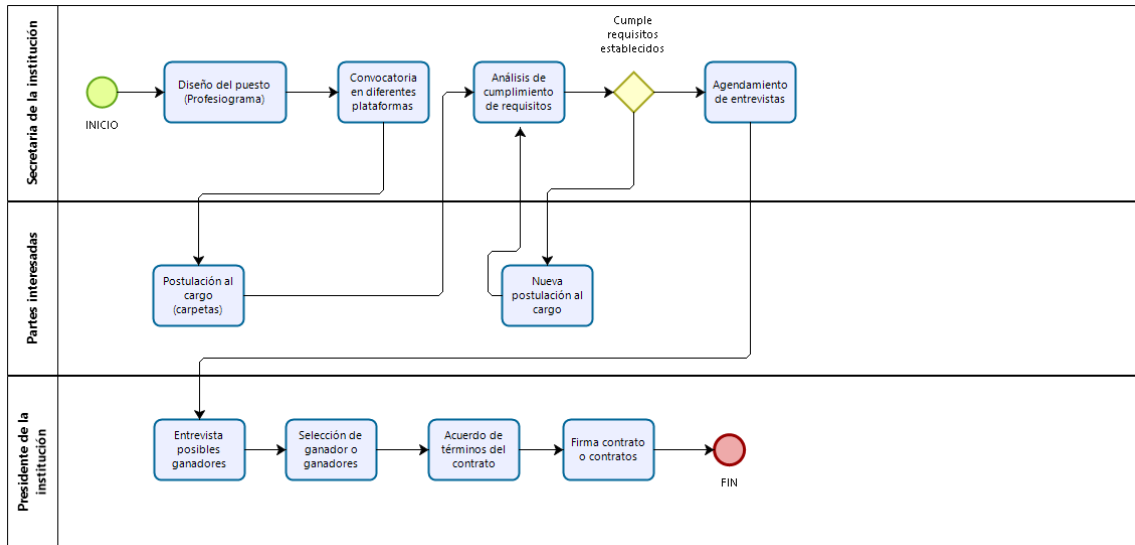 Secretaria de la institución
INICIO
Diseño del puesto
(Profesiograma)
Convocatoria
en diferentes
plataformas
Análisis de
cumplimiento
de requisitos
Cumple
requisitos
establecidos
Agendamiento
de entrevistas
Partes interesadas
Postulación al
cargo
(carpetas)
Nueva
postulación al
cargo
Presidente de la
institución
Entrevista
posibles
ganadores
Selección de
ganador o
ganadores
Acuerdo de
términos del
contrato
Firma contrato
o contratos
FIN